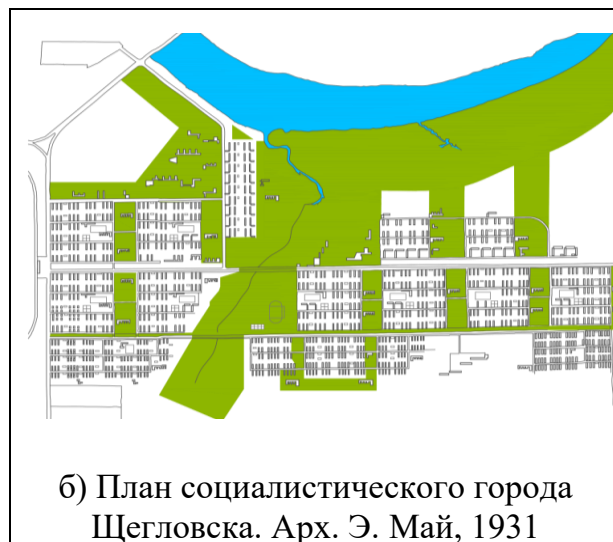 б) План социалистического города
Щегловска. Арх. Э. Май, 1931